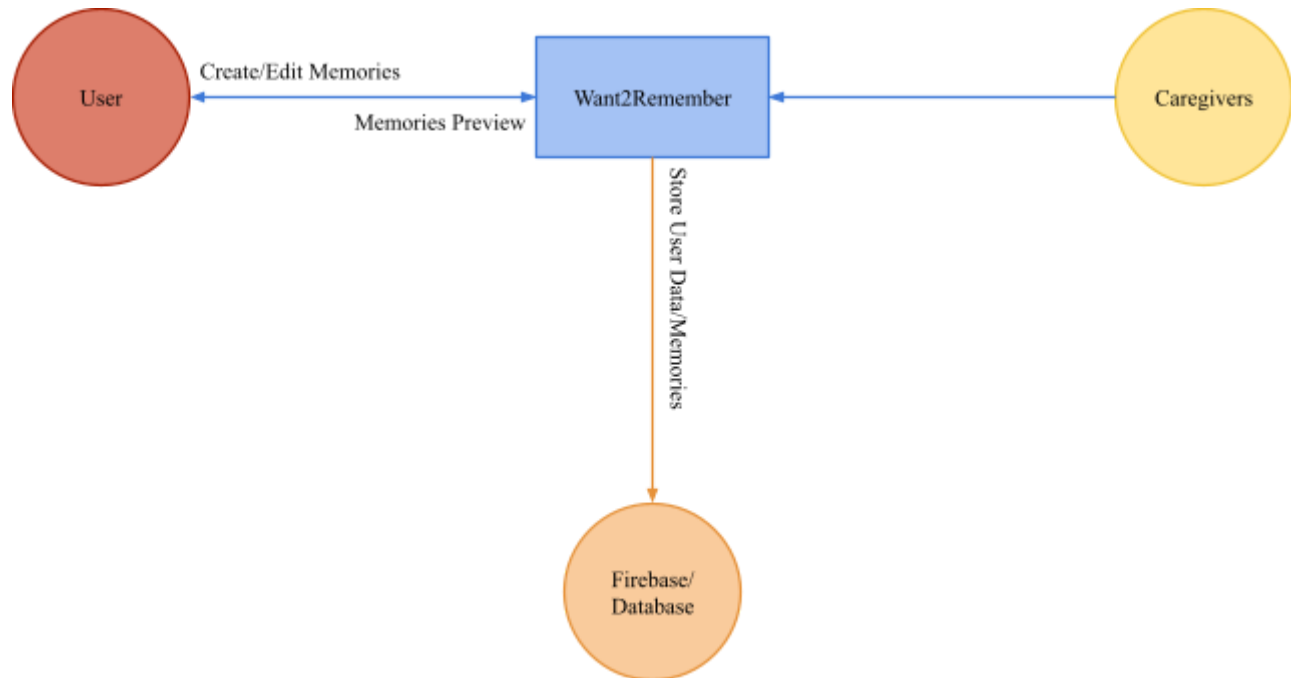 Create/Edit Memories
User
Want2Remember
Caregivers
Memories Preview
Store User Data/Memories
Firebase/
Database